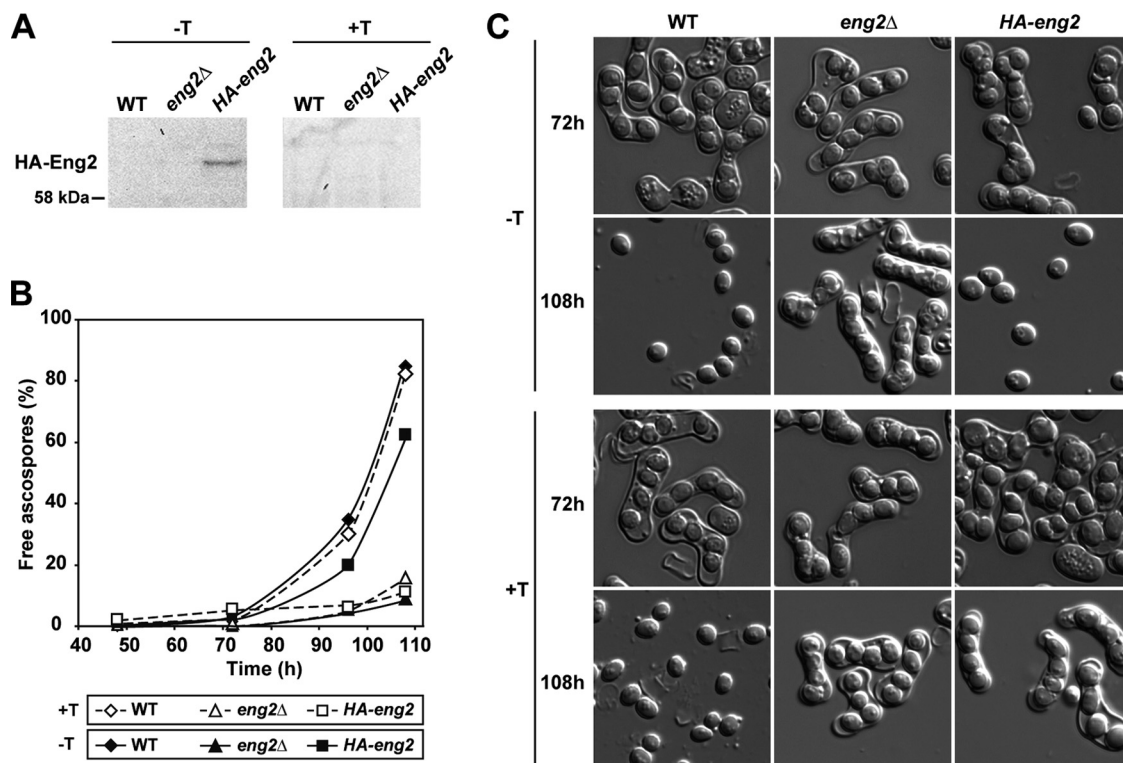 A
-T
+T
WT
eng2Δ
HA-eng2
WT
eng2Δ
HA-eng2
HA-Eng2
58 kDa
B
100
80
60
40
20
0
Free ascospores (%)
40
50
60
70
80
90
100
110
Time (h)
+T
WT
eng2Δ
HA-eng2
-T
WT
eng2Δ
HA-eng2
C
WT
eng2Δ
HA-eng2
-T
72h
108h
+T
72h
108h